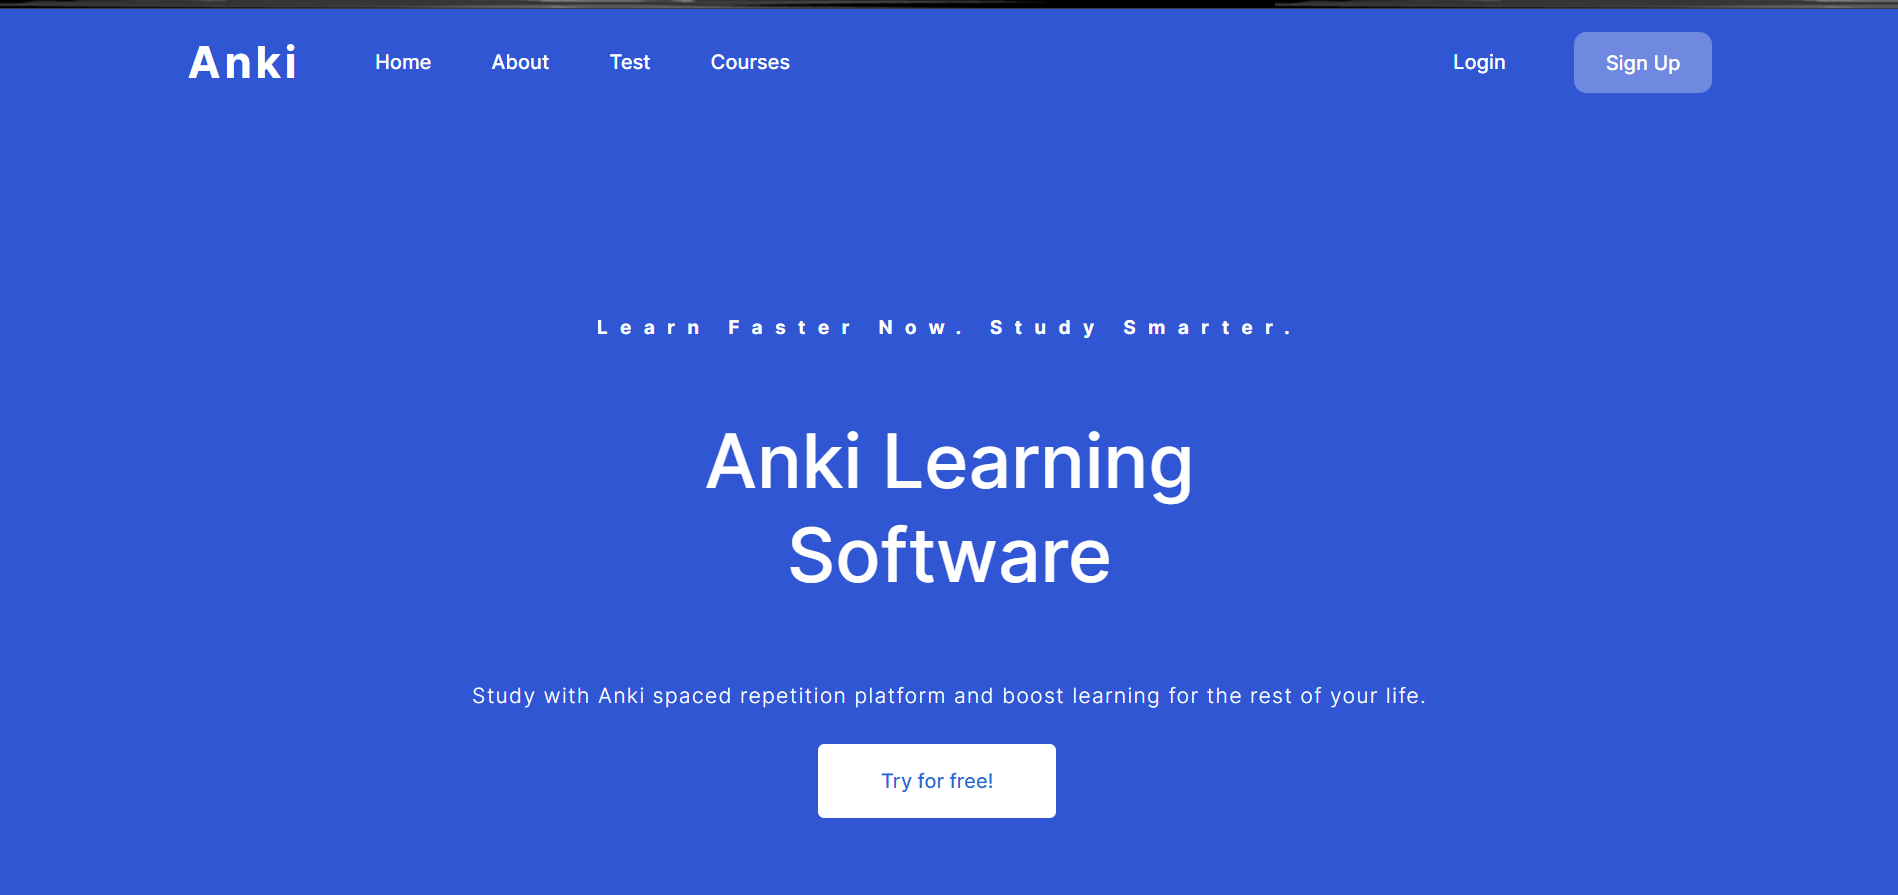 Anki Home About Test Courses Login Sign Up
Learn Faster Now. Study Smarter.
Anki Learning
Software
Study with Anki spaced repetition platform and boost learning for the rest of your life.
Try for free!